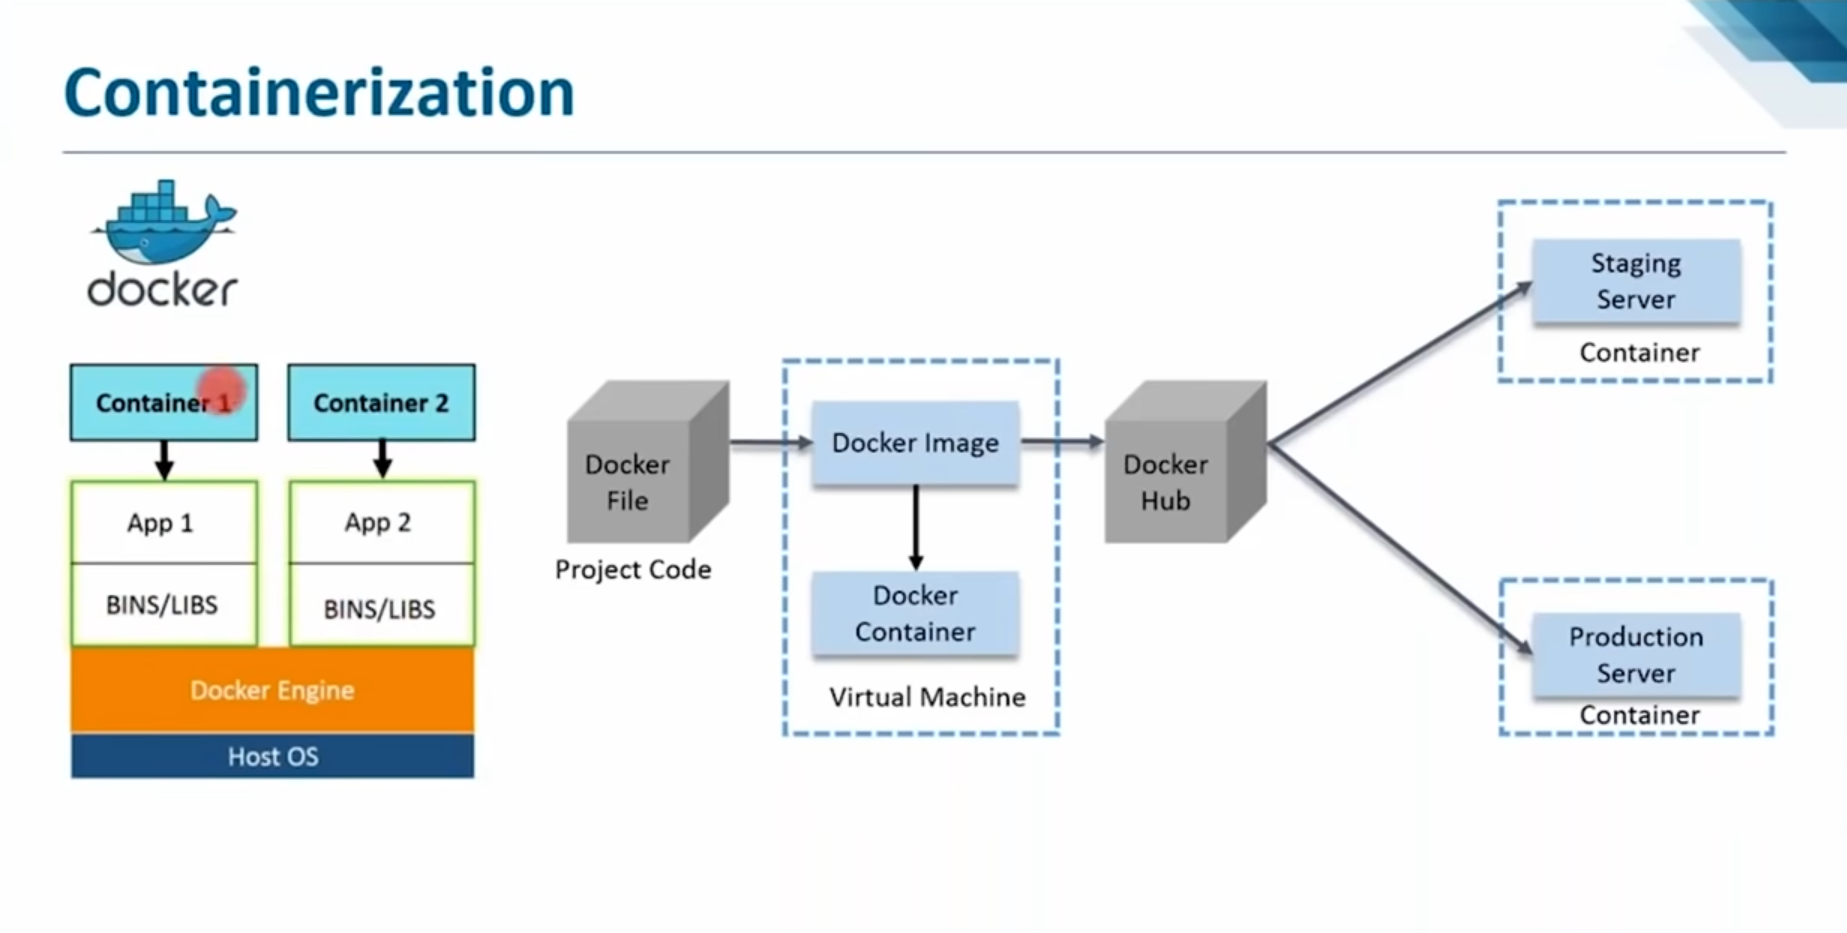 Containerization
docker
Container 1
Container 2
App 1
App 2
BINS/LIBS
BINS/LIBS
Docker Engine
Host OS
Docker
File
Project Code
Docker Image
Docker
Container
Virtual Machine
Docker
Hub
Staging
Server
Container
Production
Server
Container